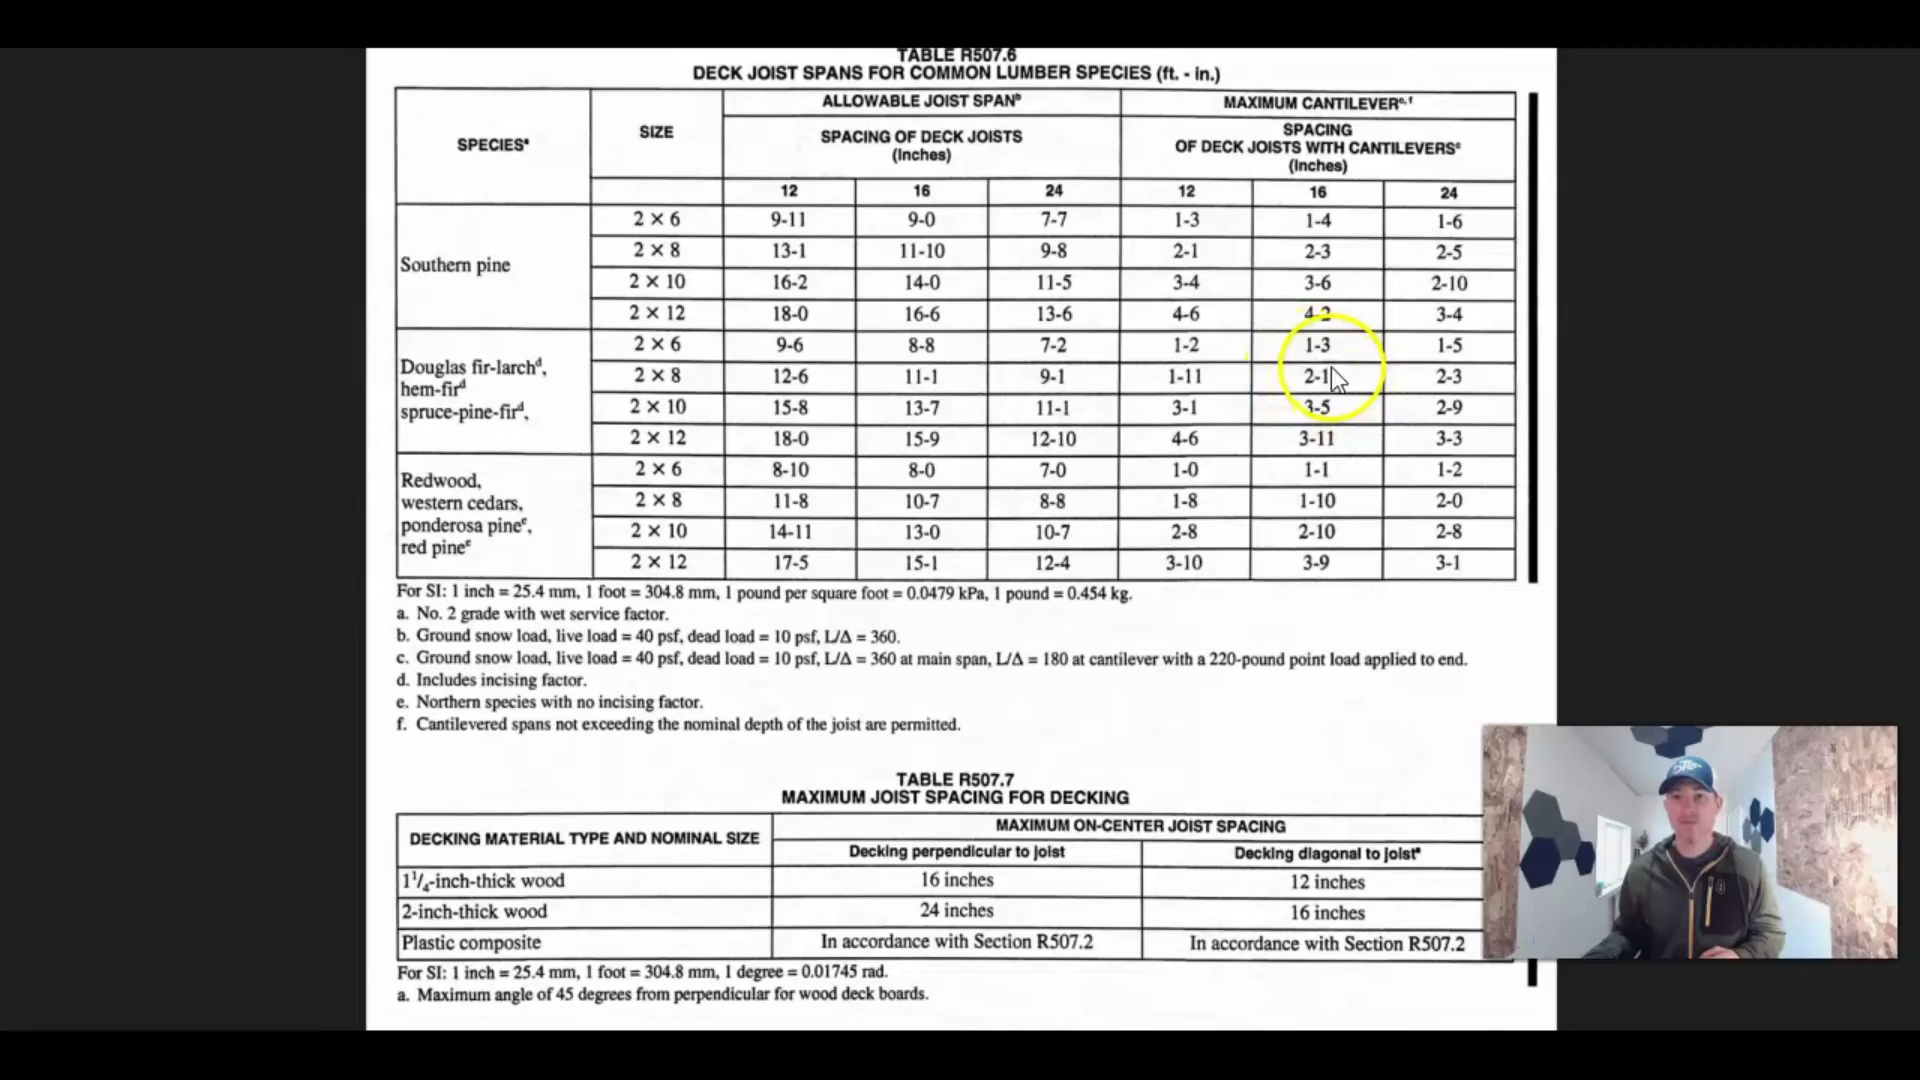 TABLE R507.6
DECK JOIST SPANS FOR COMMON LUMBER SPECIES (ft. - in.)
SPECIESᵃ SIZE ALLOWABLE JOIST SPANᵇ MAXIMUM CANTILEVERᶜ, ᶠ
SPACING OF DECK JOISTS (Inches) SPACING OF DECK JOISTS WITH CANTILEVERSᶜ (Inches)
12 16 24 12 16 24
Southern pine
2 × 6 9-11 9-0 7-7 1-3 1-4 1-6
2 × 8 13-1 11-10 9-8 2-1 2-3 2-5
2 × 10 16-2 14-0 11-5 3-4 3-6 2-10
2 × 12 18-0 16-6 13-6 4-6 4-2 3-4
Douglas fir-larchᵈ,
hem-firᵈ
spruce-pine-firᵈ,
2 × 6 9-6 8-8 7-2 1-2 1-3 1-5
2 × 8 12-6 11-1 9-1 1-11 2-1 2-3
2 × 10 15-8 13-7 11-1 3-1 3-5 2-9
2 × 12 18-0 15-9 12-10 4-6 3-11 3-3
Redwood,
western cedars,
ponderosa pineᵉ,
red pineᵉ
2 × 6 8-10 8-0 7-0 1-0 1-1 1-2
2 × 8 11-8 10-7 8-8 1-8 1-10 2-0
2 × 10 14-11 13-0 10-7 2-8 2-10 2-8
2 × 12 17-5 15-1 12-4 3-10 3-9 3-1
For SI: 1 inch = 25.4 mm, 1 foot = 304.8 mm, 1 pound per square foot = 0.0479 kPa, 1 pound = 0.454 kg.
a. No. 2 grade with wet service factor.
b. Ground snow load, live load = 40 psf, dead load = 10 psf, L/Δ = 360.
c. Ground snow load, live load = 40 psf, dead load = 10 psf, L/Δ = 360 at main span, L/Δ = 180 at cantilever with a 220-pound point load applied to end.
d. Includes incising factor.
e. Northern species with no incising factor.
f. Cantilevered spans not exceeding the nominal depth of the joist are permitted.
TABLE R507.7
MAXIMUM JOIST SPACING FOR DECKING
DECKING MATERIAL TYPE AND NOMINAL SIZE MAXIMUM ON-CENTER JOIST SPACING
Decking perpendicular to joist Decking diagonal to joistᵃ
1¹/₄-inch-thick wood 16 inches 12 inches
2-inch-thick wood 24 inches 16 inches
Plastic composite In accordance with Section R507.2 In accordance with Section R507.2
For SI: 1 inch = 25.4 mm, 1 foot = 304.8 mm, 1 degree = 0.01745 rad.
a. Maximum angle of 45 degrees from perpendicular for wood deck boards.